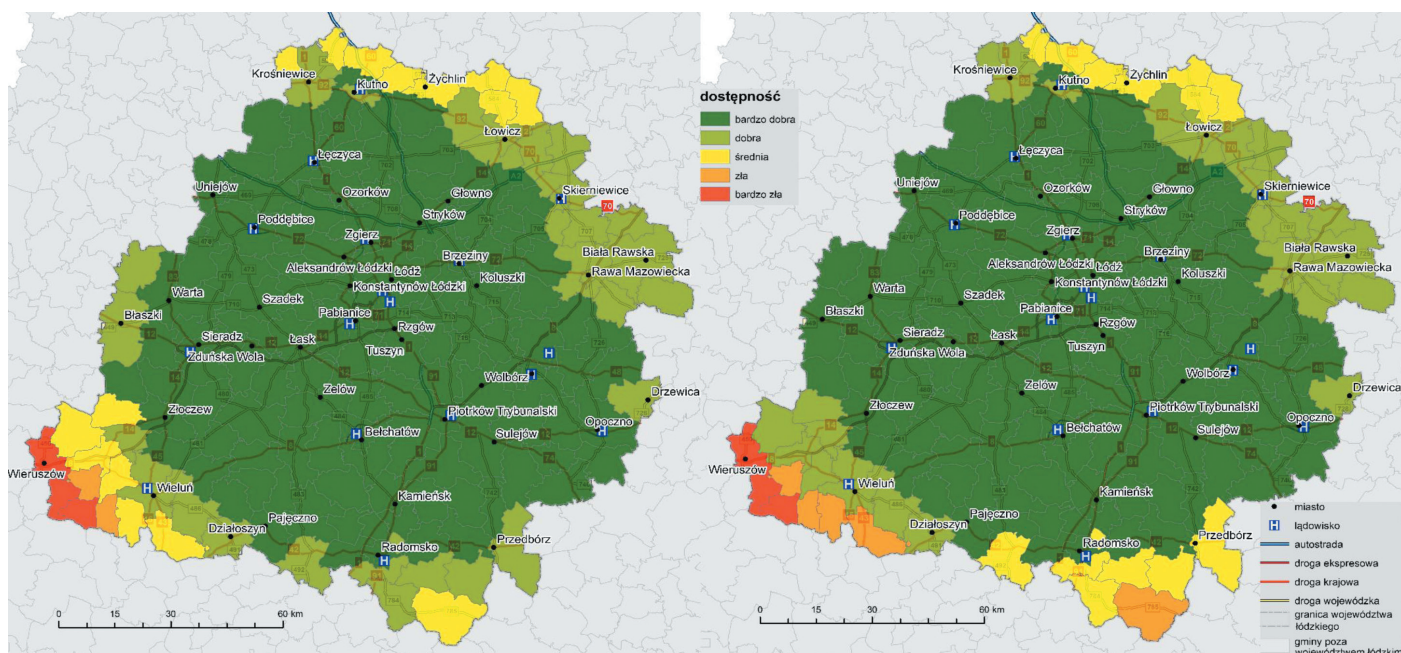 Krośniewice
Kutno
Żychlin
Łowicz
Łęczyca
Skierniewice
Uniejów
Ozorków
Głowno
Stryków
Poddębice
Zgierz
Brzeziny
Biała Rawska
Aleksandrów Łódzki
Łódź
Koluszki
Rawa Mazowiecka
Konstantynów Łódzki
Warta
Szadek
Pabianice
Błaszki
Rzgów
Sieradz
Łask
Tuszyn
Zduńska Wola
Wolbórz
Zelów
Drzewica
Złoczew
Piotrków Trybunalski
Opoczno
Bełchatów
Sulejów
Wieruszów
Wieluń
Kamieńsk
Działoszyn
Pajęczno
Radomsko
Przedbórz
70
0 15 30 60 km
dostępność
bardzo dobra
dobra
średnia
zła
bardzo zła
Krośniewice
Kutno
Żychlin
Łowicz
Łęczyca
Skierniewice
Uniejów
Ozorków
Głowno
Stryków
Poddębice
Zgierz
Brzeziny
Biała Rawska
Aleksandrów Łódzki
Łódź
Koluszki
Rawa Mazowiecka
Konstantynów Łódzki
Warta
Szadek
Pabianice
Błaszki
Rzgów
Sieradz
Łask
Tuszyn
Zduńska Wola
Wolbórz
Zelów
Drzewica
Złoczew
Piotrków Trybunalski
Opoczno
Bełchatów
Sulejów
Wieruszów
Wieluń
Kamieńsk
Działoszyn
Pajęczno
Radomsko
Przedbórz
70
0 15 30 60 km
miasto
H lądowisko
autostrada
droga ekspresowa
droga krajowa
droga wojewódzka
granica województwa
łódzkiego
gminy poza
województwem łódzkim